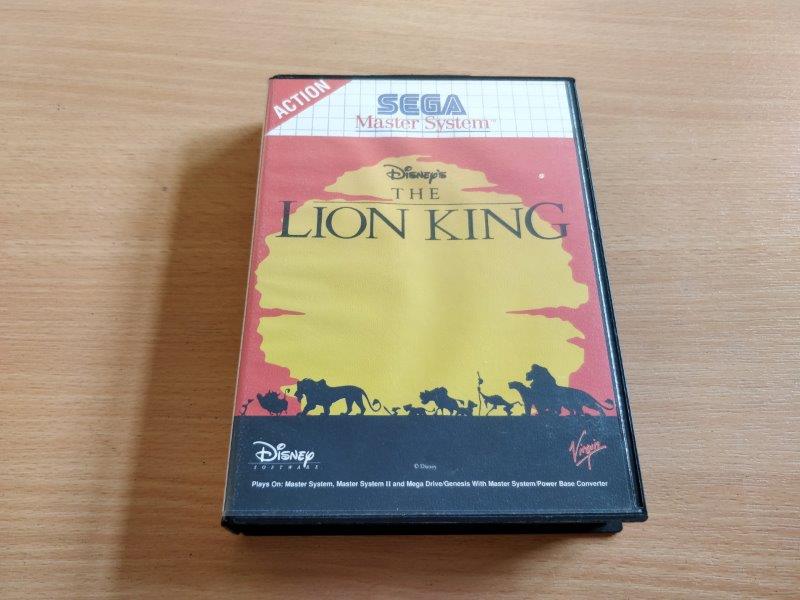 ACTION
SEGA
Master System™
Disney's
THE
LION KING
Disney
SOFTWARE
© Disney
Virgin
Plays On: Master System, Master System II and Mega Drive/Genesis With Master System/Power Base Converter